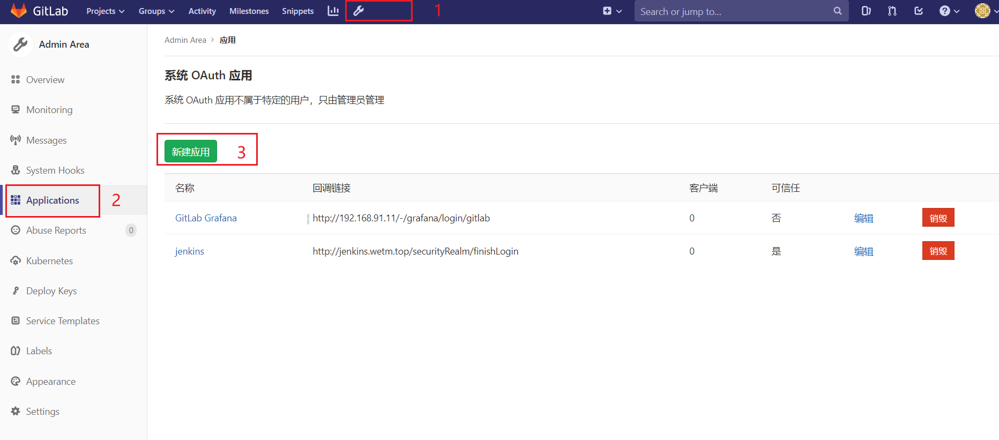 GitLab Projects Groups Activity Milestones Snippets 1 Search or jump to...
Admin Area
Overview
Monitoring
Messages
System Hooks
Applications 2
Abuse Reports 0
Kubernetes
Deploy Keys
Service Templates
Labels
Appearance
Settings
Admin Area › 应用
系统 OAuth 应用
系统 OAuth 应用不属于特定的用户，只由管理员管理
新建应用 3
名称 回调链接 客户端 可信任
GitLab Grafana http://192.168.91.11/-/grafana/login/gitlab 0 否 编辑 销毁
jenkins http://jenkins.wetm.top/securityRealm/finishLogin 0 是 编辑 销毁